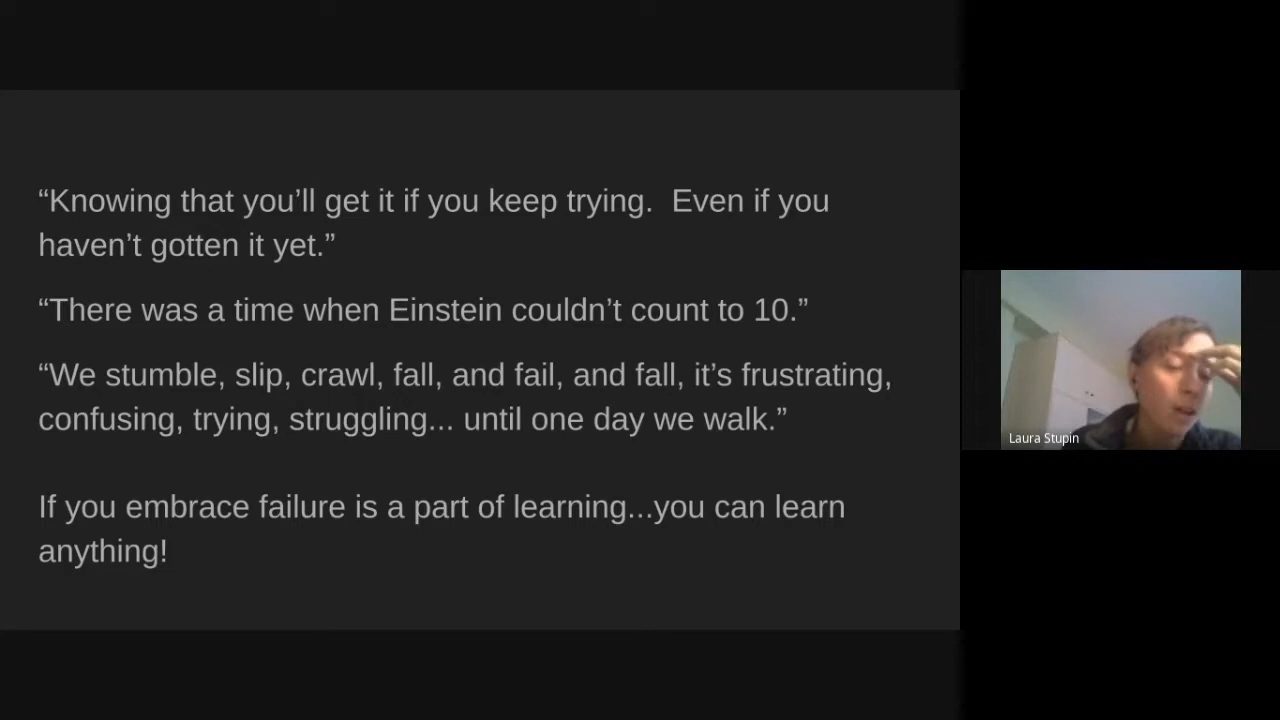 “Knowing that you’ll get it if you keep trying.  Even if you
haven’t gotten it yet.”
“There was a time when Einstein couldn’t count to 10.”
“We stumble, slip, crawl, fall, and fail, and fall, it’s frustrating,
confusing, trying, struggling... until one day we walk.”
If you embrace failure is a part of learning...you can learn
anything!
Laura Stupin